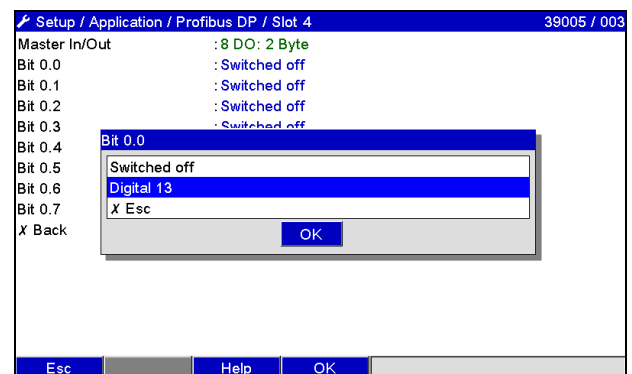 Setup / Application / Profibus DP / Slot 4 39005 / 003
Master In/Out : 8 DO: 2 Byte
Bit 0.0 : Switched off
Bit 0.1 : Switched off
Bit 0.2 : Switched off
Bit 0.3 : Switched off
Bit 0.4
Bit 0.5
Bit 0.6
Bit 0.7
X Back
Bit 0.0
Switched off
Digital 13
X Esc
OK
Esc Help OK